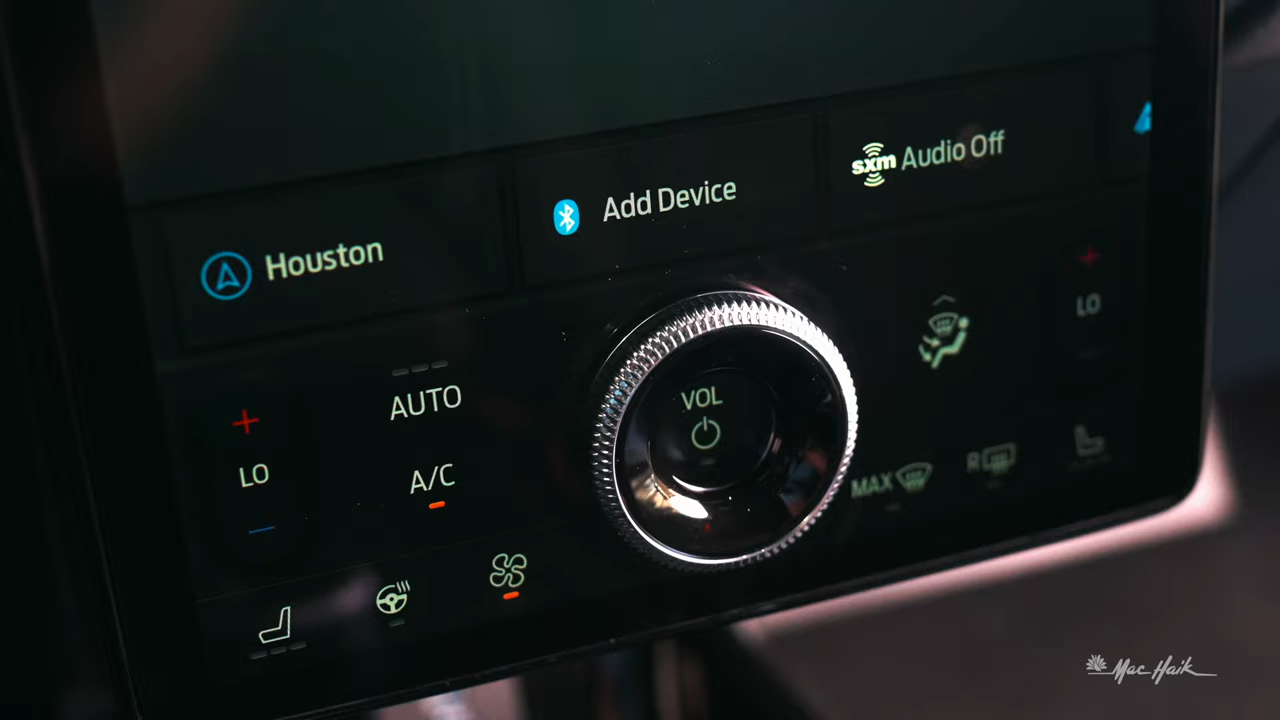 Houston
Add Device
sxm Audio Off
AUTO
VOL
LO
LO
A/C
MAX
R
Mac Haik